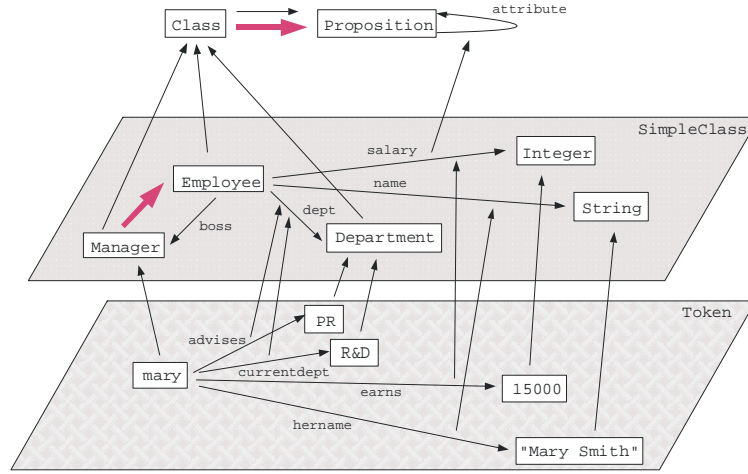 attribute
Class
Proposition
SimpleClass
salary
Integer
Employee
name
String
dept
boss
Department
Manager
Token
PR
advises
R&D
mary
currentdept
earns
15000
hername
"Mary Smith"